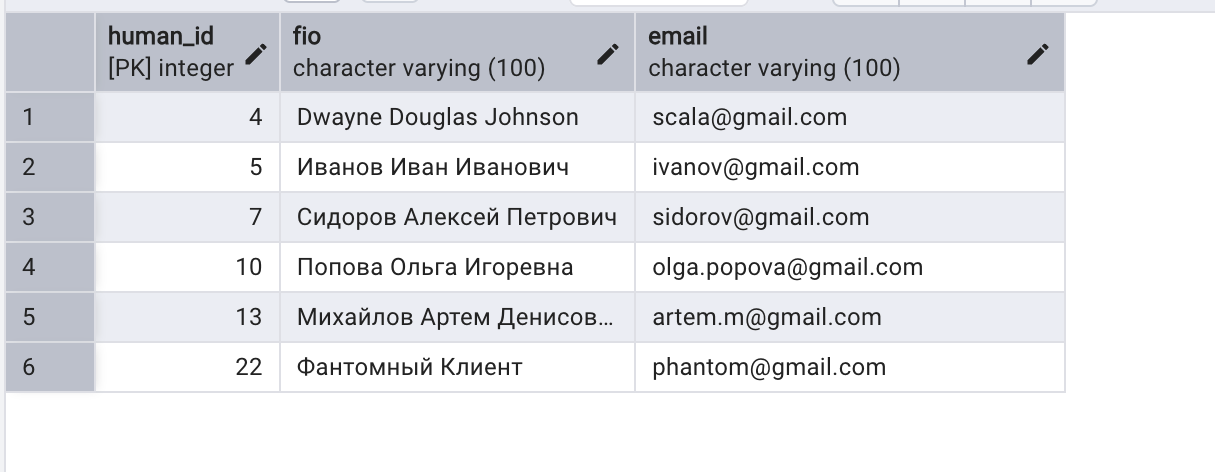 human_id fio email
[PK] integer character varying (100) character varying (100)
1 4 Dwayne Douglas Johnson scala@gmail.com
2 5 Иванов Иван Иванович ivanov@gmail.com
3 7 Сидоров Алексей Петрович sidorov@gmail.com
4 10 Попова Ольга Игоревна olga.popova@gmail.com
5 13 Михайлов Артем Денисов... artem.m@gmail.com
6 22 Фантомный Клиент phantom@gmail.com